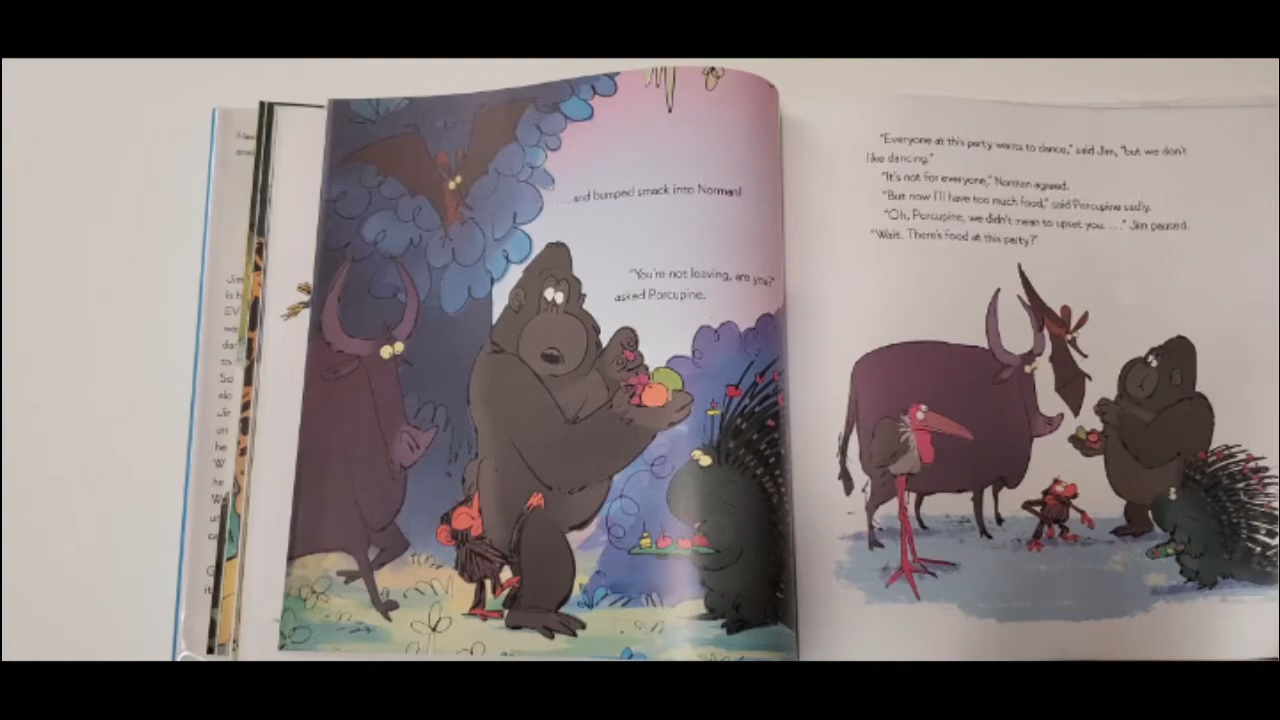 . . . and bumped smack into Norman!
"You're not leaving, are you?"
asked Porcupine.
"Everyone at this party wants to dance," said Jim, "but we don't
like dancing."
"It's not for everyone," Norman agreed.
"But now I'll have too much food," said Porcupine sadly.
"Oh, Porcupine, we didn't mean to upset you. . . ." Jim paused.
"Wait. There's food at this party?"